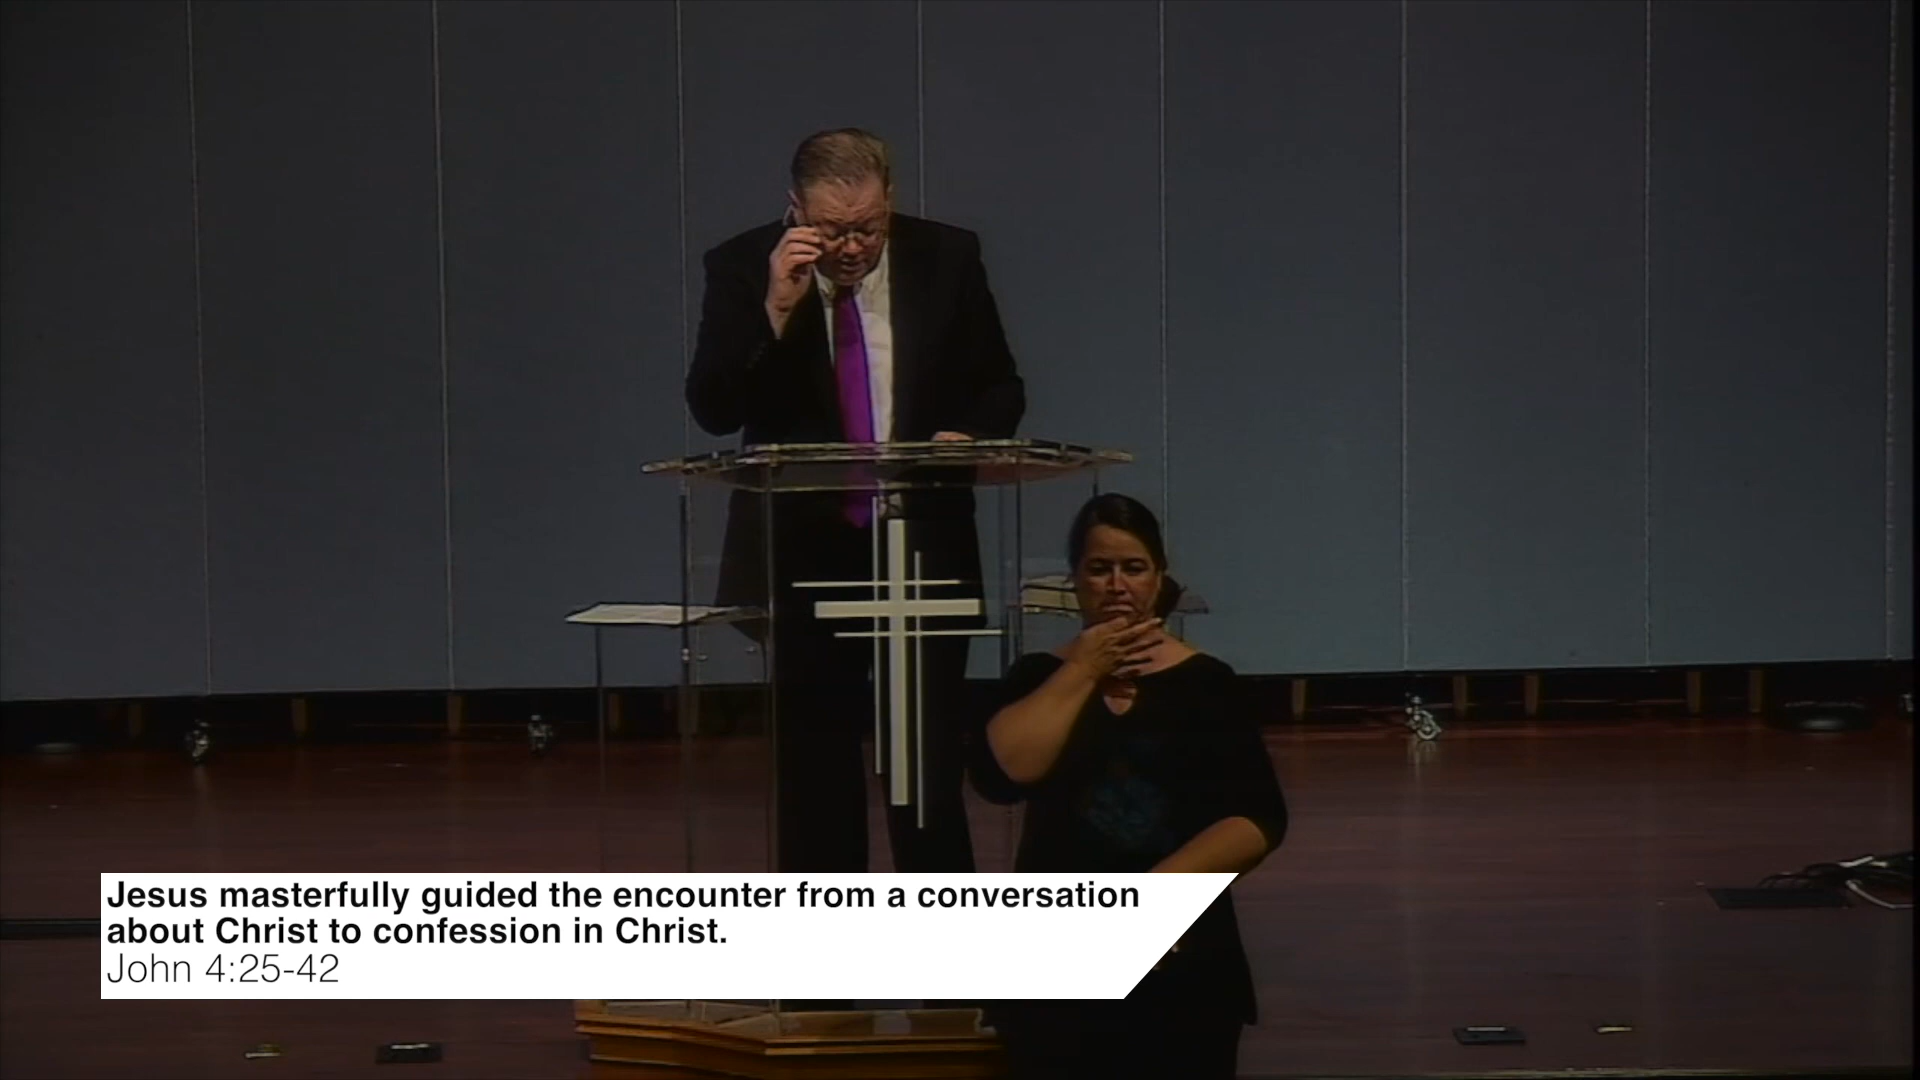 Jesus masterfully guided the encounter from a conversation
about Christ to confession in Christ.
John 4:25-42